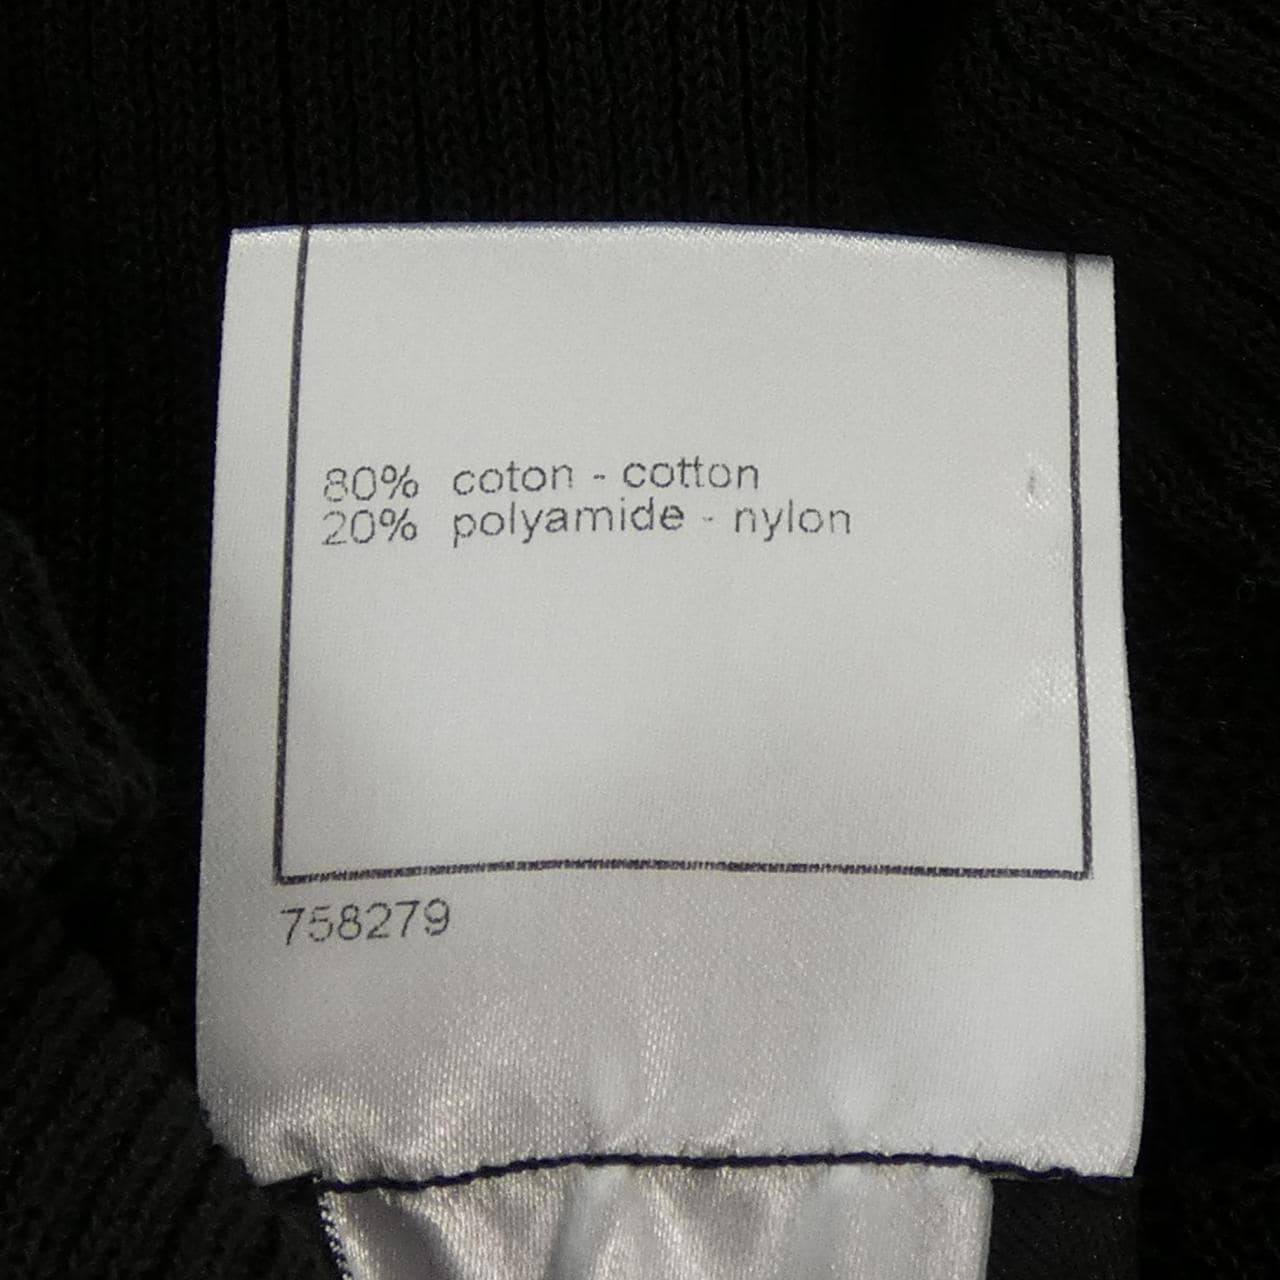 80% coton - cotton
20% polyamide - nylon
758279